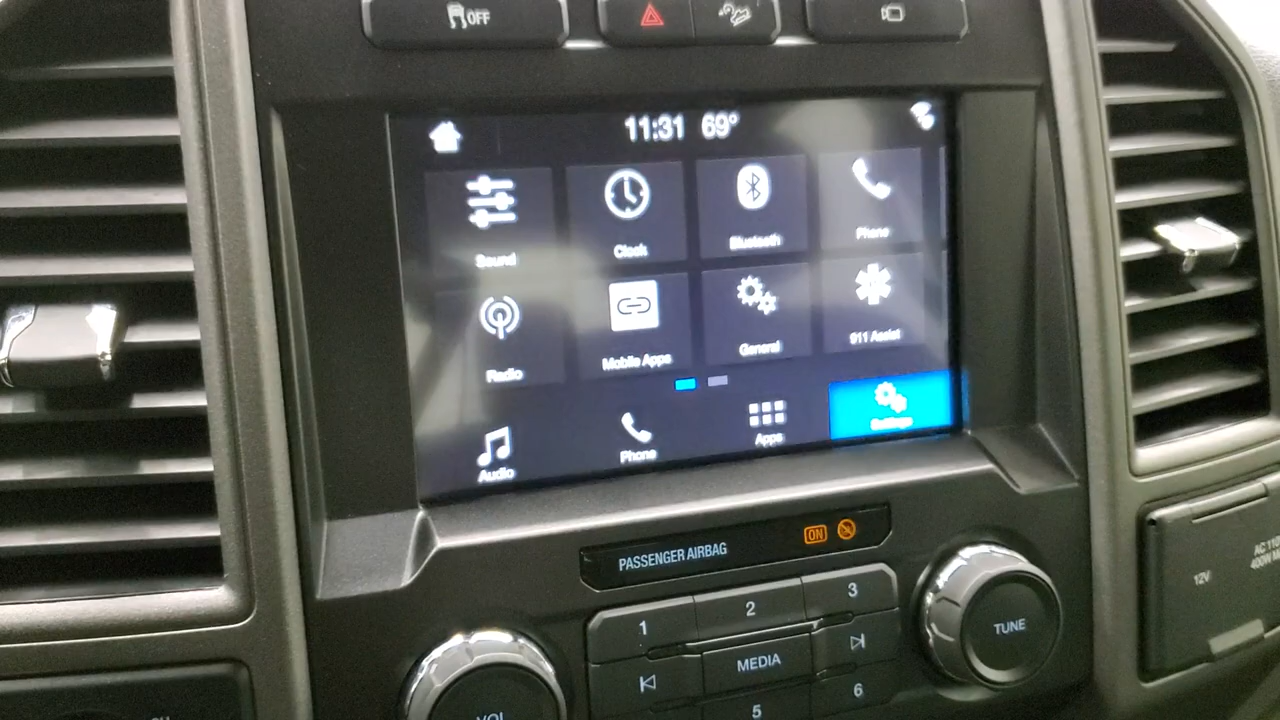 OFF
11:31 69°
Sound Clock Bluetooth Phone
Radio Mobile Apps General 911 Assist
Audio Phone Apps Settings
PASSENGER AIRBAG ON
1 2 3
MEDIA
5 6
VOL
TUNE
12V